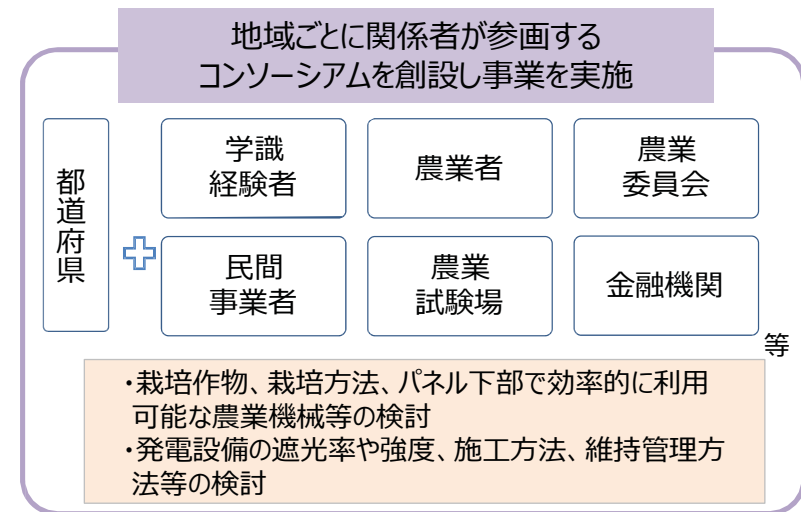 地域ごとに関係者が参画する
コンソーシアムを創設し事業を実施
都道府県
学識
経験者
農業者
農業
委員会
民間
事業者
農業
試験場
金融機関
等
・栽培作物、栽培方法、パネル下部で効率的に利用
可能な農業機械等の検討
・発電設備の遮光率や強度、施工方法、維持管理方
法等の検討